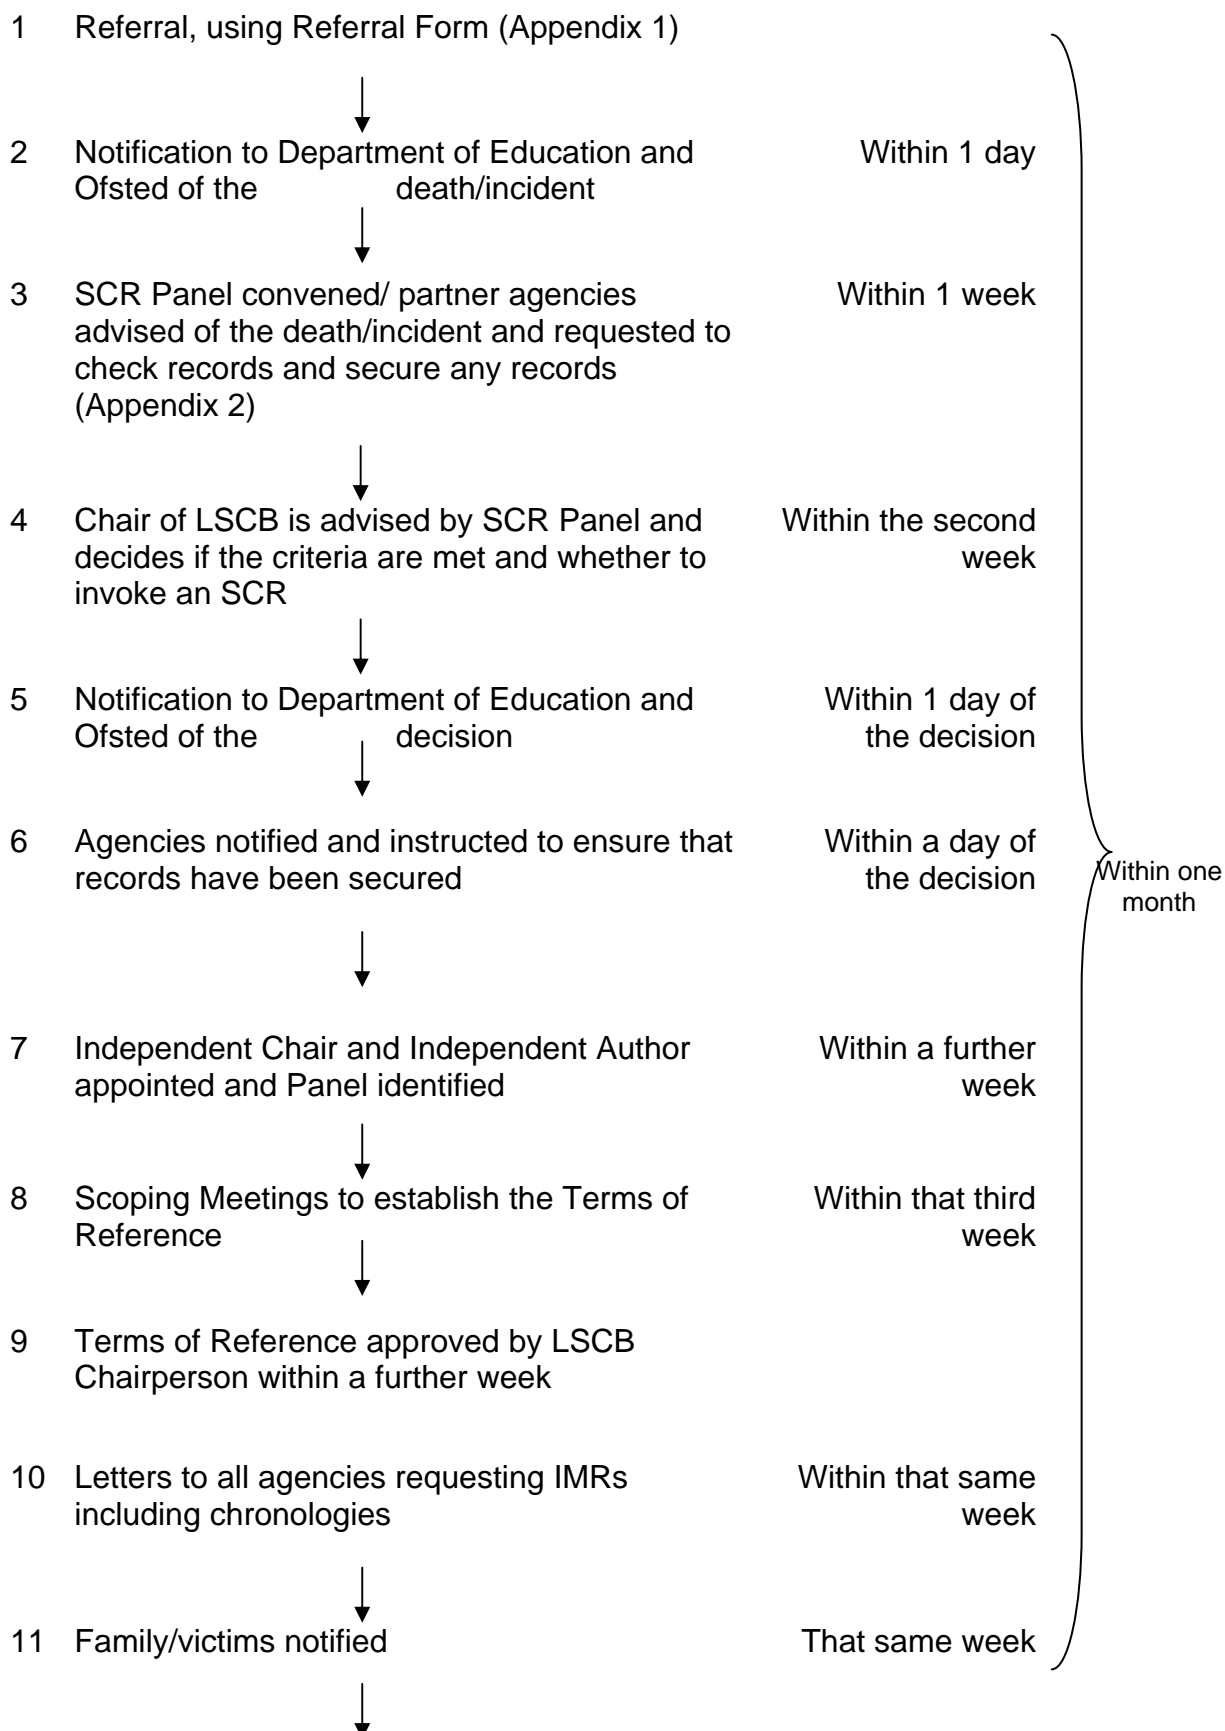 1 Referral, using Referral Form (Appendix 1)
2 Notification to Department of Education and Within 1 day
Ofsted of the death/incident
3 SCR Panel convened/ partner agencies Within 1 week
advised of the death/incident and requested to
check records and secure any records
(Appendix 2)
4 Chair of LSCB is advised by SCR Panel and Within the second
decides if the criteria are met and whether to week
invoke an SCR
5 Notification to Department of Education and Within 1 day of
Ofsted of the decision the decision
6 Agencies notified and instructed to ensure that Within a day of
records have been secured the decision
Within one
month
7 Independent Chair and Independent Author Within a further
appointed and Panel identified week
8 Scoping Meetings to establish the Terms of Within that third
Reference week
9 Terms of Reference approved by LSCB
Chairperson within a further week
10 Letters to all agencies requesting IMRs Within that same
including chronologies week
11 Family/victims notified That same week